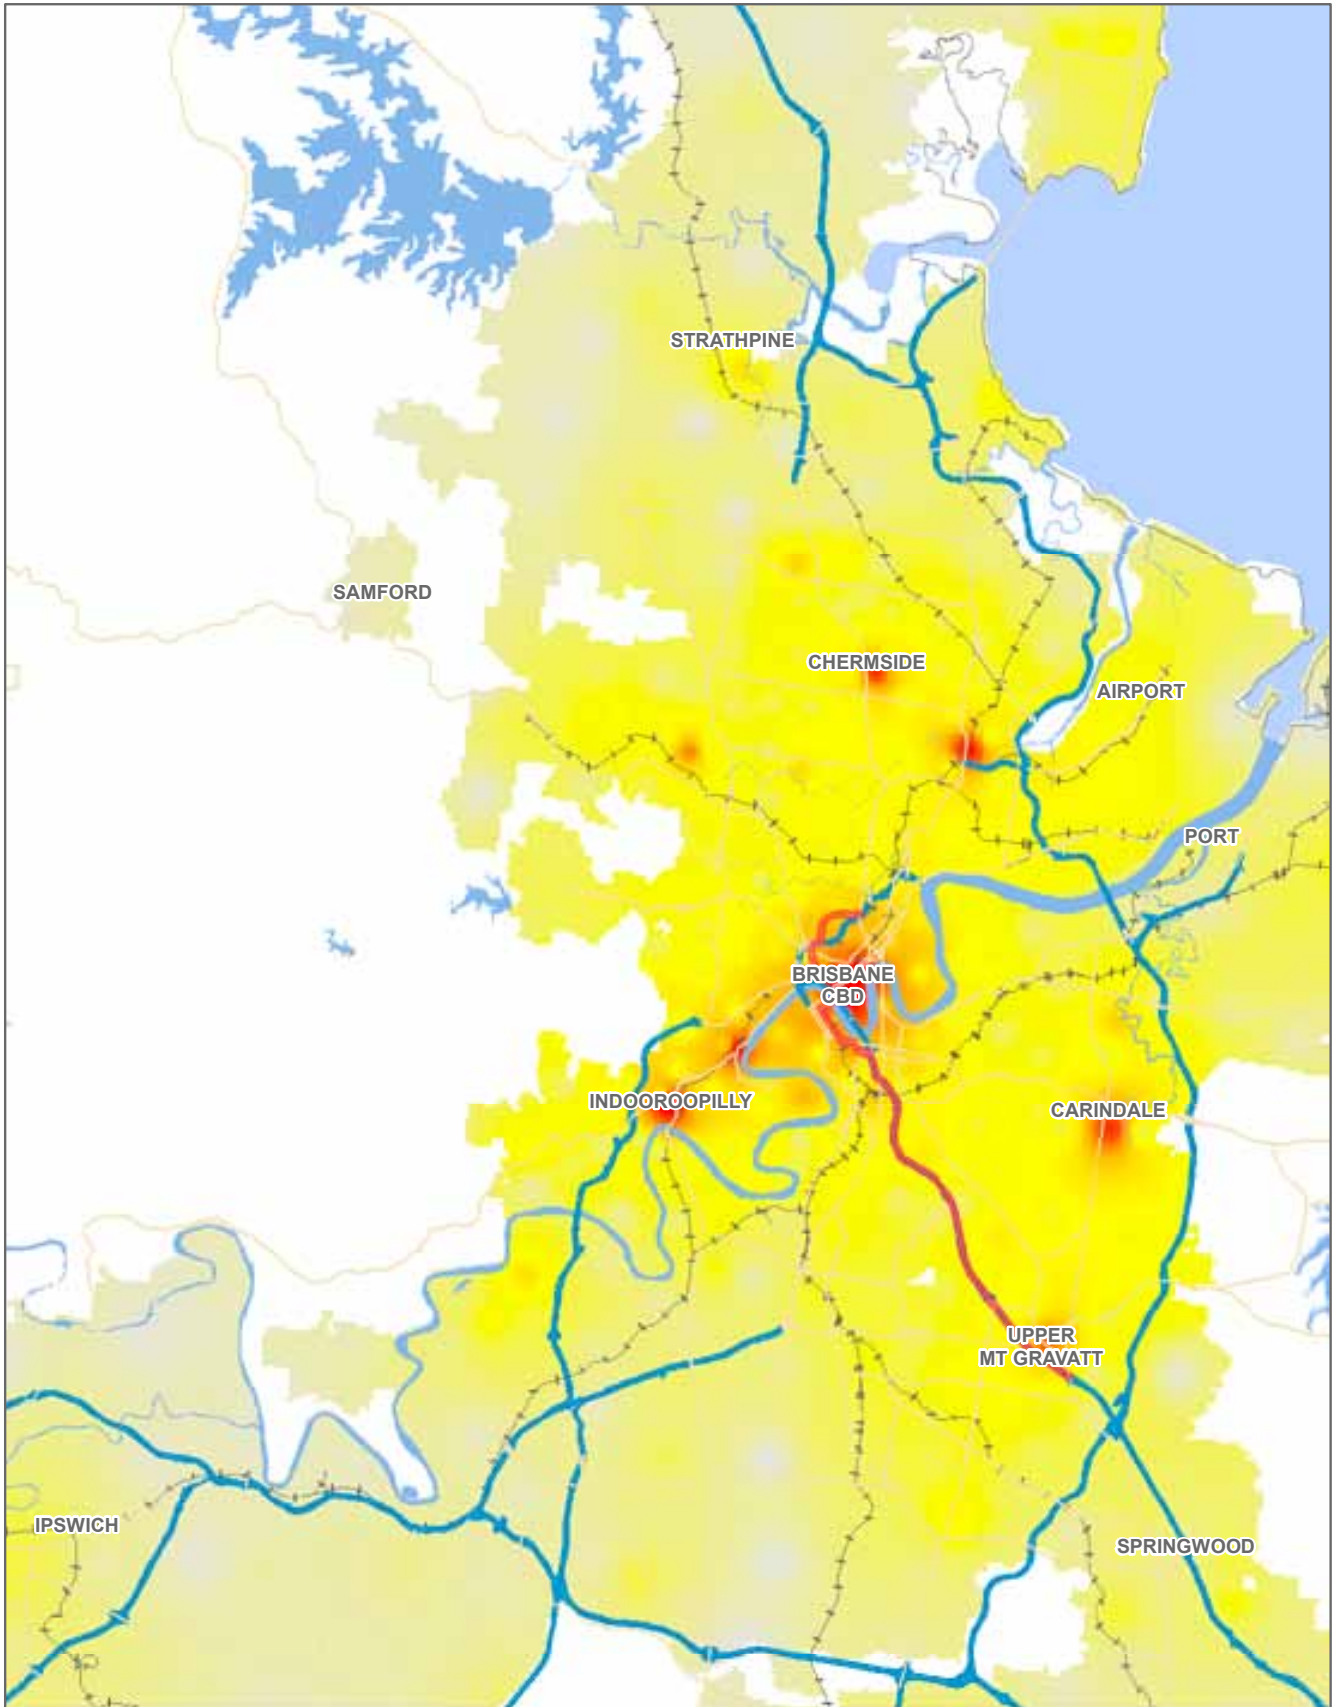 STRATHPINE
SAMFORD
CHERMSIDE
AIRPORT
PORT
BRISBANE
CBD
INDOOROOPILLY
CARINDALE
UPPER
MT GRAVATT
IPSWICH
SPRINGWOOD